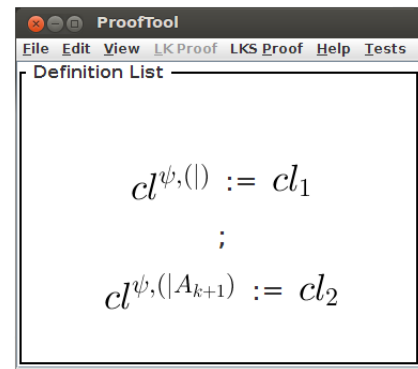 ProofTool
File Edit View LK Proof LKS Proof Help Tests
Definition List
cl^{ψ,(|)} := cl_1
;
cl^{ψ,(|A_{k+1})} := cl_2